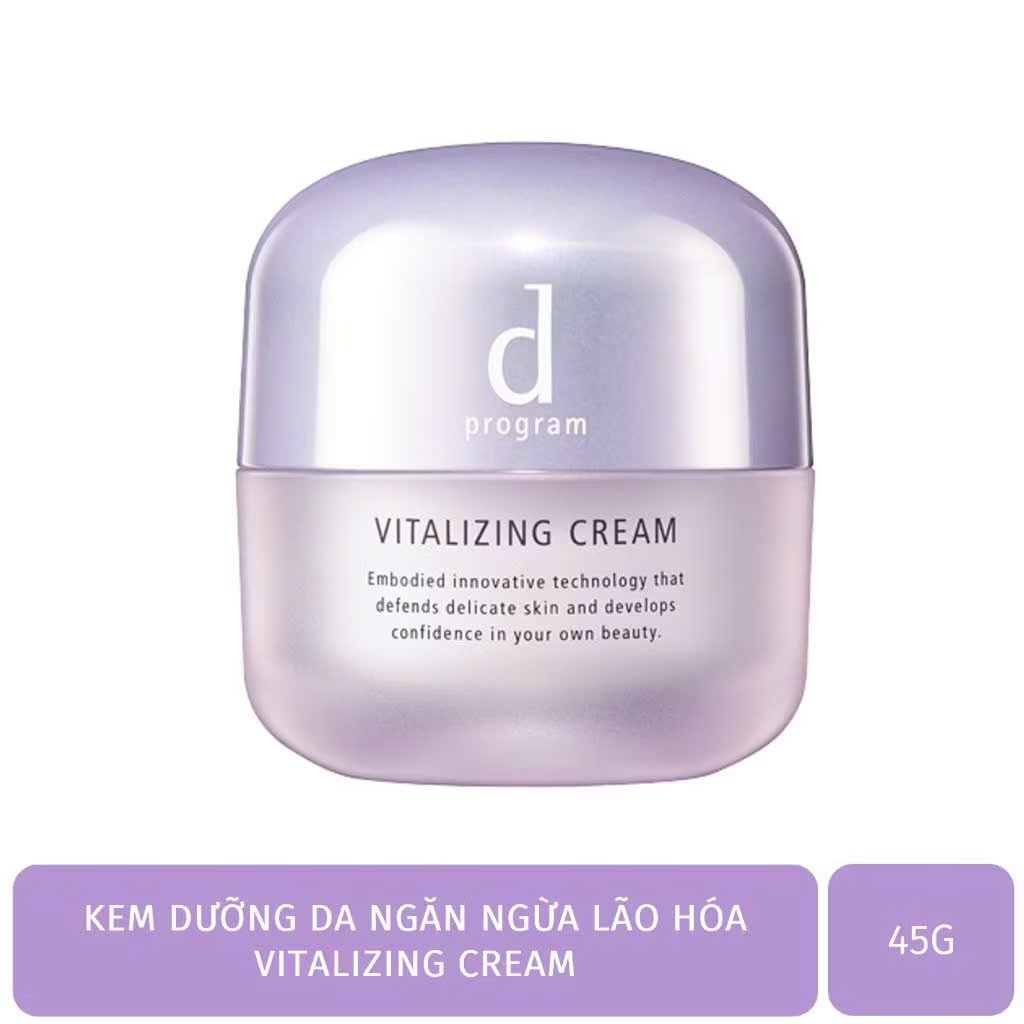 d
program
VITALIZING CREAM
Embodied innovative technology that
defends delicate skin and develops
confidence in your own beauty.
KEM DƯỠNG DA NGĂN NGỪA LÃO HÓA
VITALIZING CREAM
45G